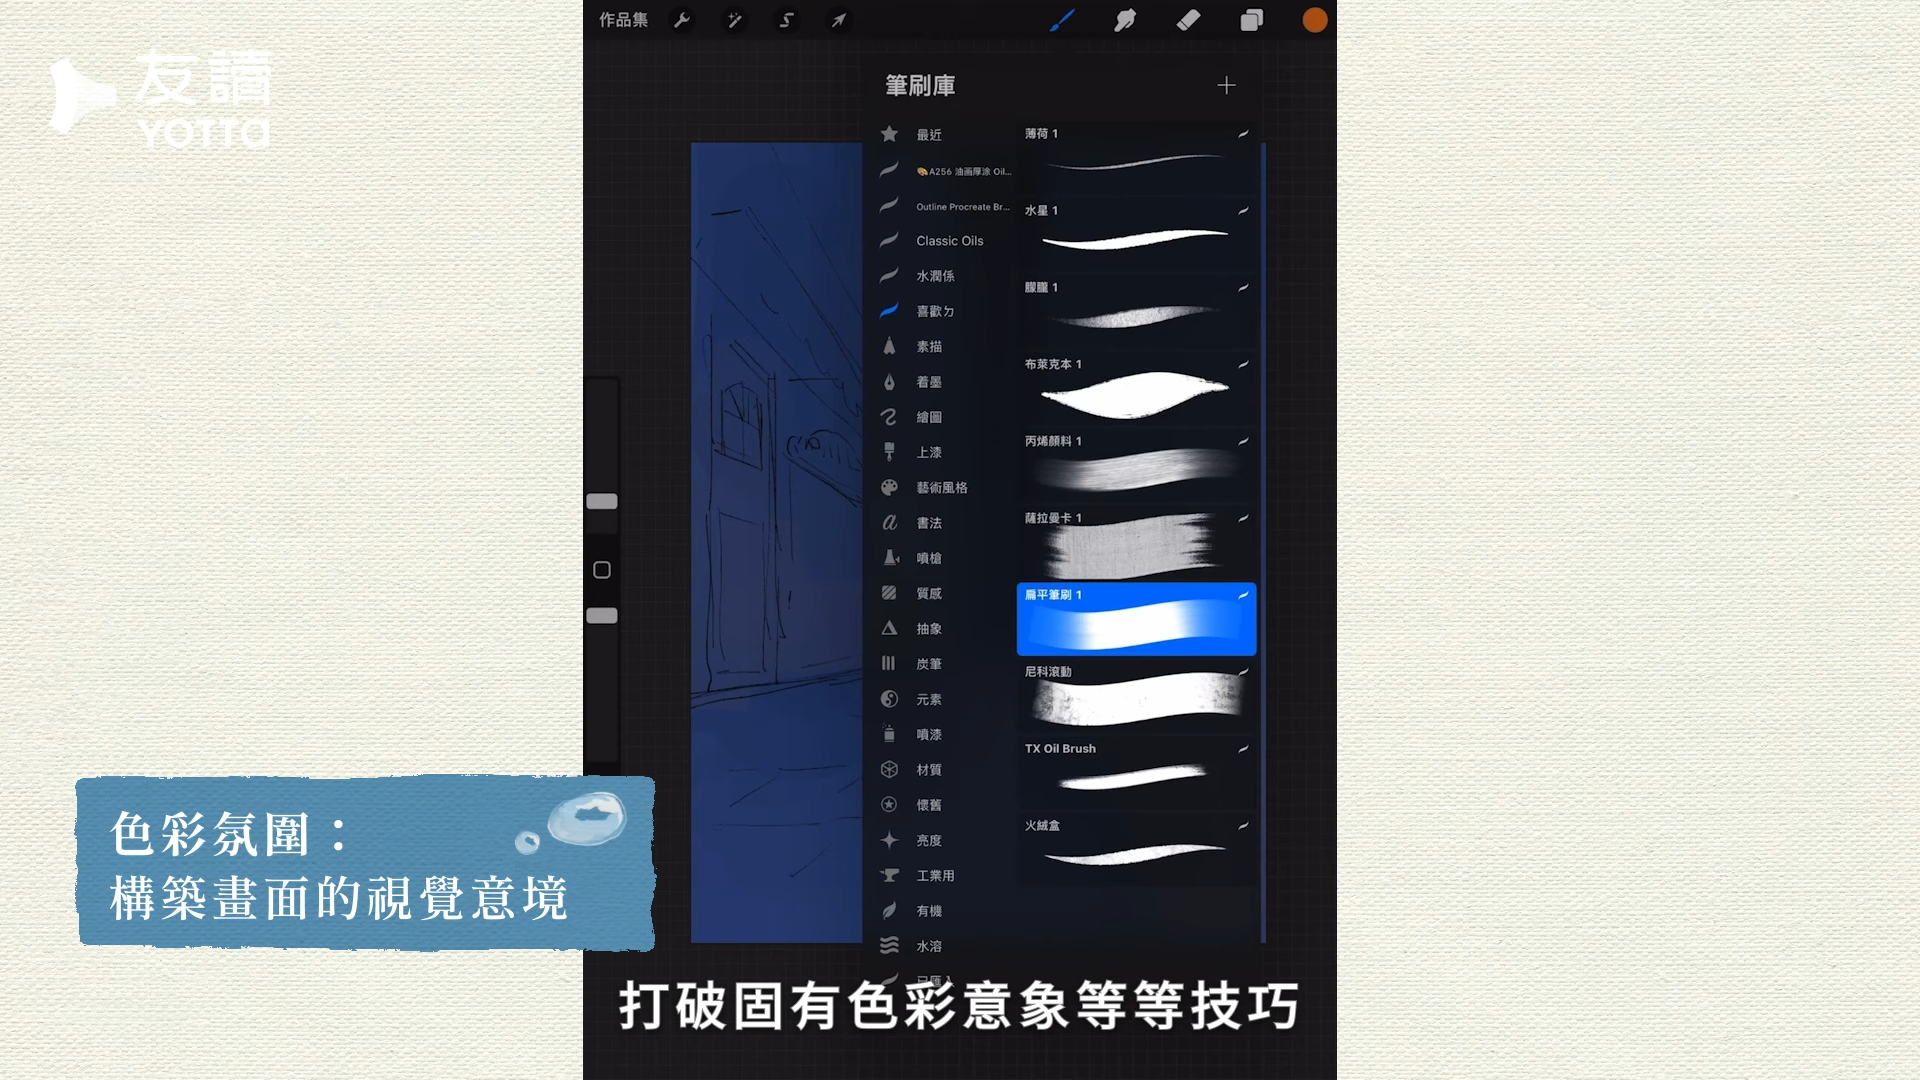 作品集
友讀
YOTTA
筆刷庫
最近
A256 油画厚涂 Oil...
Outline Procreate Br...
Classic Oils
水潤係
喜歡ㄉ
素描
着墨
繪圖
上漆
藝術風格
書法
噴槍
質感
抽象
炭筆
元素
噴漆
材質
懷舊
亮度
工業用
有機
水溶
已匯入
薄荷 1
水星 1
朦朧 1
布萊克本 1
丙烯顏料 1
薩拉曼卡 1
扁平筆刷 1
尼科滾動
TX Oil Brush
火絨盒
色彩氛圍：
構築畫面的視覺意境
打破固有色彩意象等等技巧